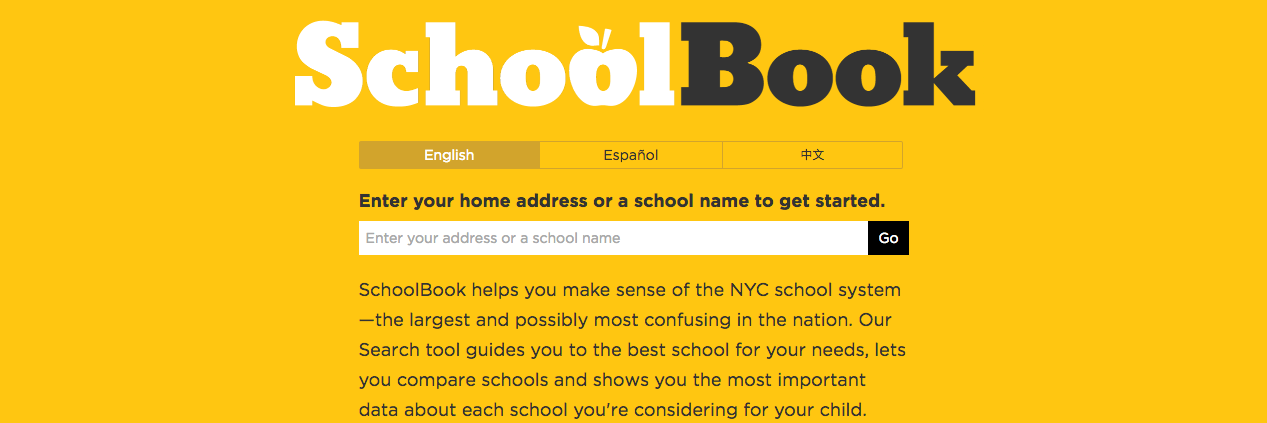 SchoolBook
English Español 中文
Enter your home address or a school name to get started.
Enter your address or a school name Go
SchoolBook helps you make sense of the NYC school system
—the largest and possibly most confusing in the nation. Our
Search tool guides you to the best school for your needs, lets
you compare schools and shows you the most important
data about each school you're considering for your child.